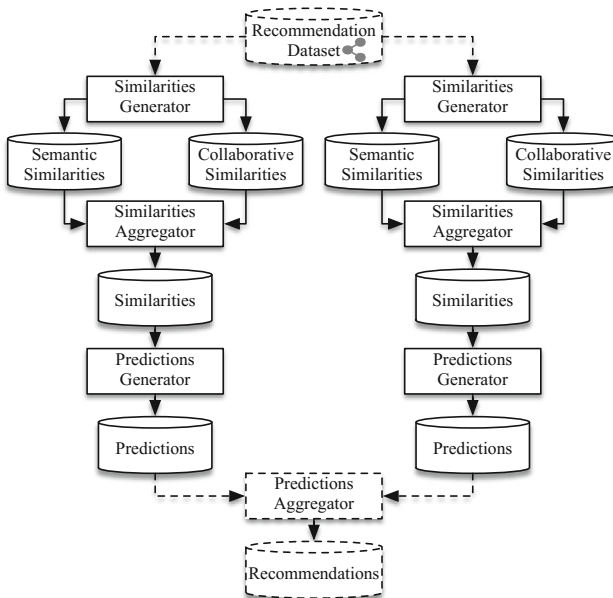 Recommendation
Dataset
Similarities
Generator
Similarities
Generator
Semantic
Similarities
Collaborative
Similarities
Semantic
Similarities
Collaborative
Similarities
Similarities
Aggregator
Similarities
Aggregator
Similarities
Similarities
Predictions
Generator
Predictions
Generator
Predictions
Predictions
Predictions
Aggregator
Recommendations